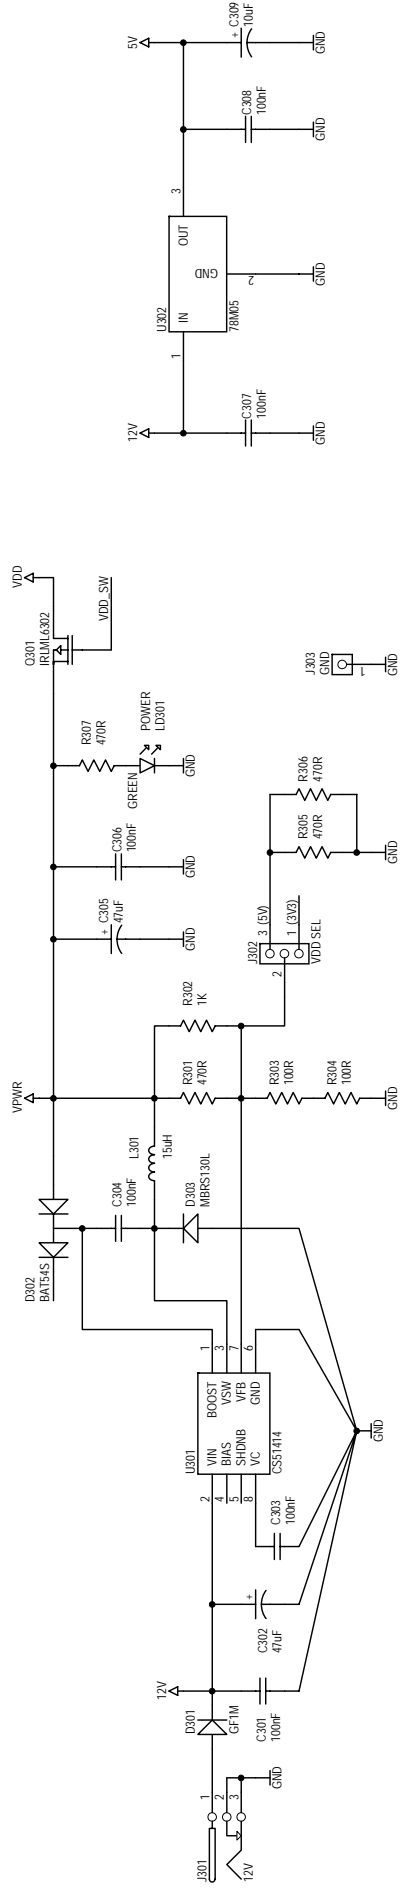 J301
1
2
3
12V
GND
D301
GF1M
12V
C301
100nF
C302
47uF
+
C303
100nF
U301
CS51414
2
4
5
8
VIN
BIAS
SHDNB
VC
BOOST
VSW
VFB
GND
1
3
7
6
GND
D302
BAT54S
C304
100nF
D303
MBRS130L
L301
15uH
VPWR
R301
470R
R302
1K
R303
100R
R304
100R
GND
J302
VDD SEL
2
3 (5V)
1 (3V3)
R305
470R
R306
470R
GND
C305
47uF
+
GND
C306
100nF
GND
R307
470R
GREEN
POWER
LD301
GND
Q301
IRLML6302
VDD
VDD_SW
J303
GND
1
GND
12V
C307
100nF
GND
U302
78M05
1
IN
GND
OUT
2
3
GND
5V
C308
100nF
GND
C309
10uF
+
GND